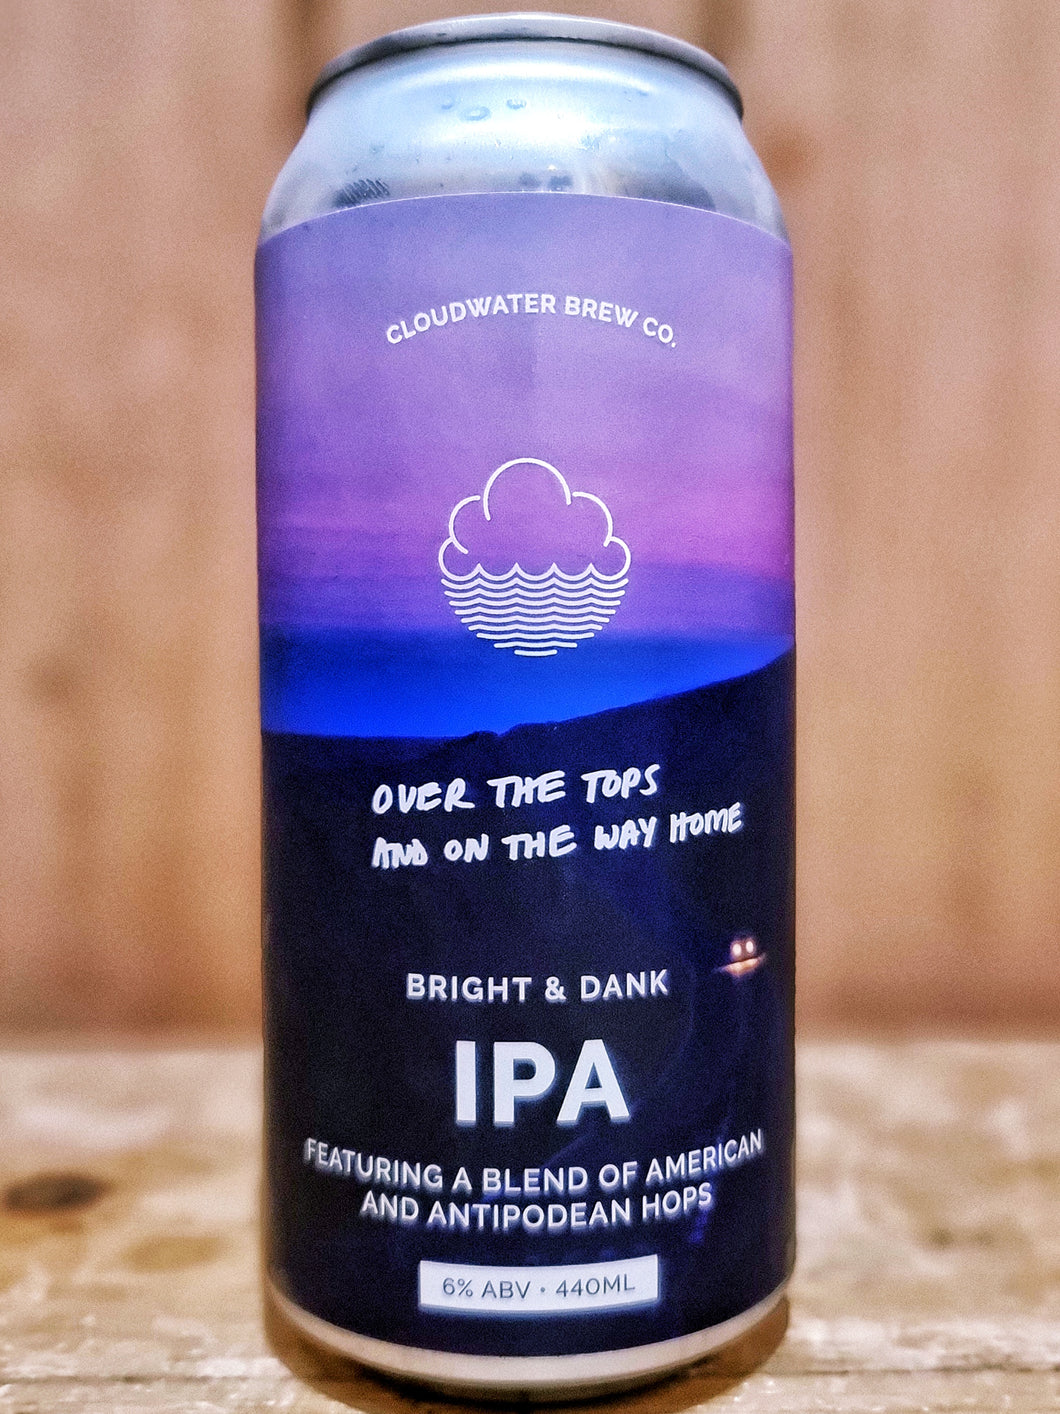 CLOUDWATER BREW CO.
OVER THE TOPS
AND ON THE WAY HOME
BRIGHT & DANK
IPA
FEATURING A BLEND OF AMERICAN
AND ANTIPODEAN HOPS
6% ABV • 440ML